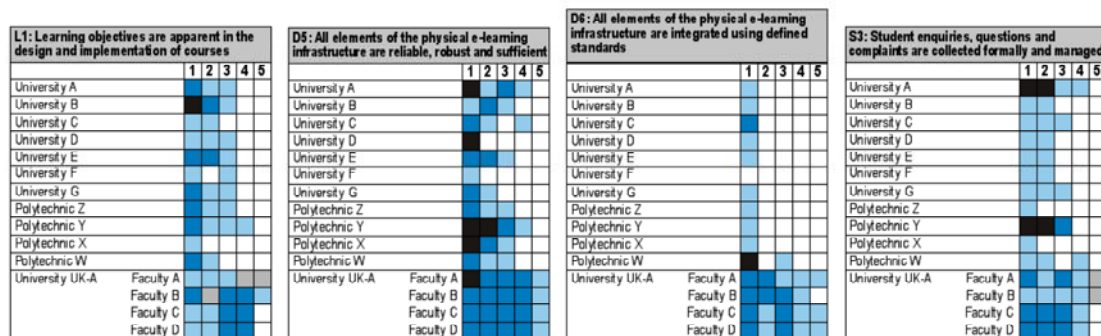 L1: Learning objectives are apparent in the
design and implementation of courses
1 2 3 4 5
University A
University B
University C
University D
University E
University F
University G
Polytechnic Z
Polytechnic Y
Polytechnic X
Polytechnic W
University UK-A Faculty A
Faculty B
Faculty C
Faculty D
D5: All elements of the physical e-learning
infrastructure are reliable, robust and sufficient
1 2 3 4 5
University A
University B
University C
University D
University E
University F
University G
Polytechnic Z
Polytechnic Y
Polytechnic X
Polytechnic W
University UK-A Faculty A
Faculty B
Faculty C
Faculty D
D6: All elements of the physical e-learning
infrastructure are integrated using defined
standards
1 2 3 4 5
University A
University B
University C
University D
University E
University F
University G
Polytechnic Z
Polytechnic Y
Polytechnic X
Polytechnic W
University UK-A Faculty A
Faculty B
Faculty C
Faculty D
S3: Student enquiries, questions and
complaints are collected formally and managed
1 2 3 4 5
University A
University B
University C
University D
University E
University F
University G
Polytechnic Z
Polytechnic Y
Polytechnic X
Polytechnic W
University UK-A Faculty A
Faculty B
Faculty C
Faculty D